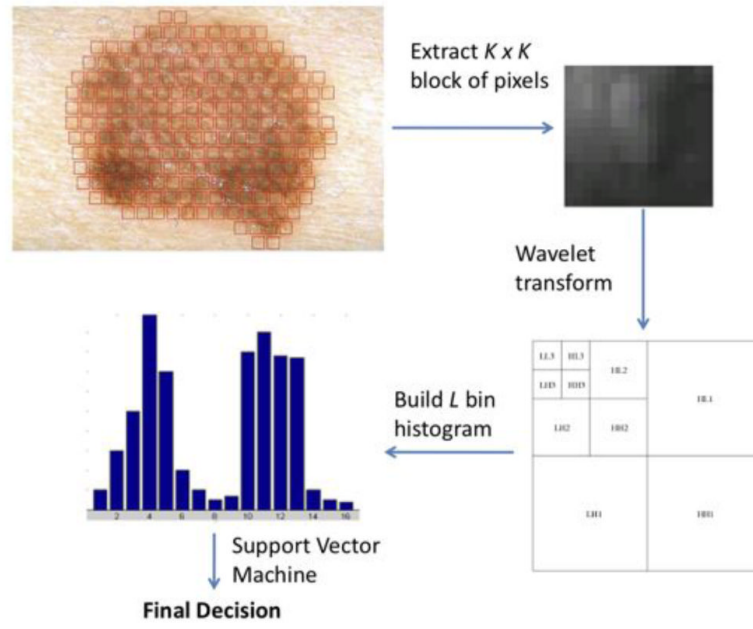 Extract K x K
block of pixels
Wavelet
transform
LL3 HL3
HL2
HL1
LH3 HH3
LH2 HH2
LH1 HH1
Build L bin
histogram
2 4 6 8 10 12 14 16
Support Vector
Machine
Final Decision